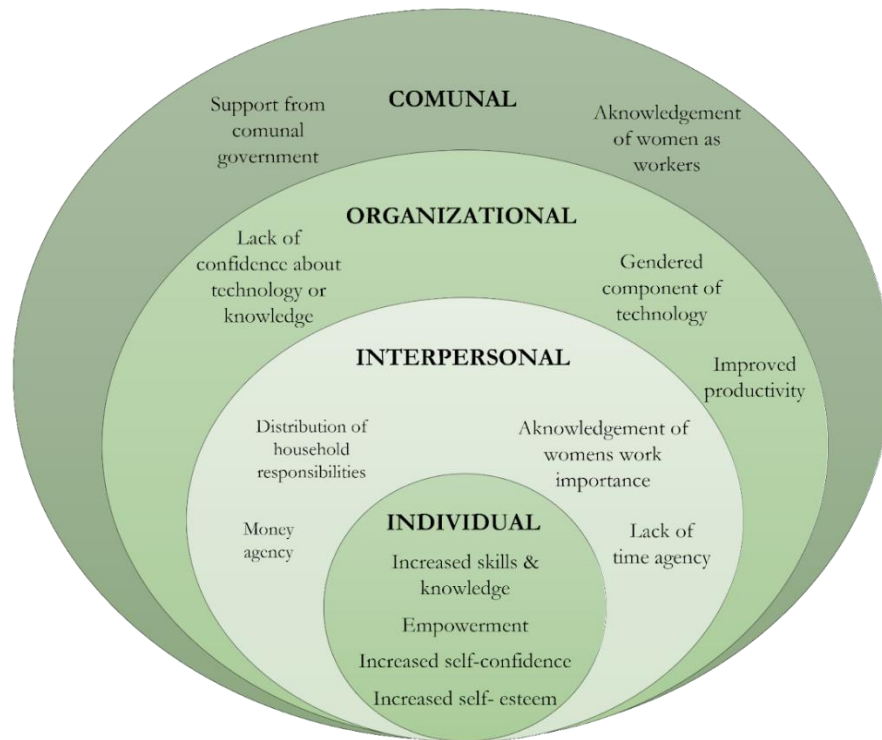 COMUNAL
Support from
comunal
government
Aknowledgement
of women as
workers
ORGANIZATIONAL
Lack of
confidence about
technology or
knowledge
Gendered
component of
technology
Improved
productivity
INTERPERSONAL
Distribution of
household
responsibilities
Aknowledgement of
womens work
importance
Money
agency
Lack of
time agency
INDIVIDUAL
Increased skills &
knowledge
Empowerment
Increased self-confidence
Increased self- esteem